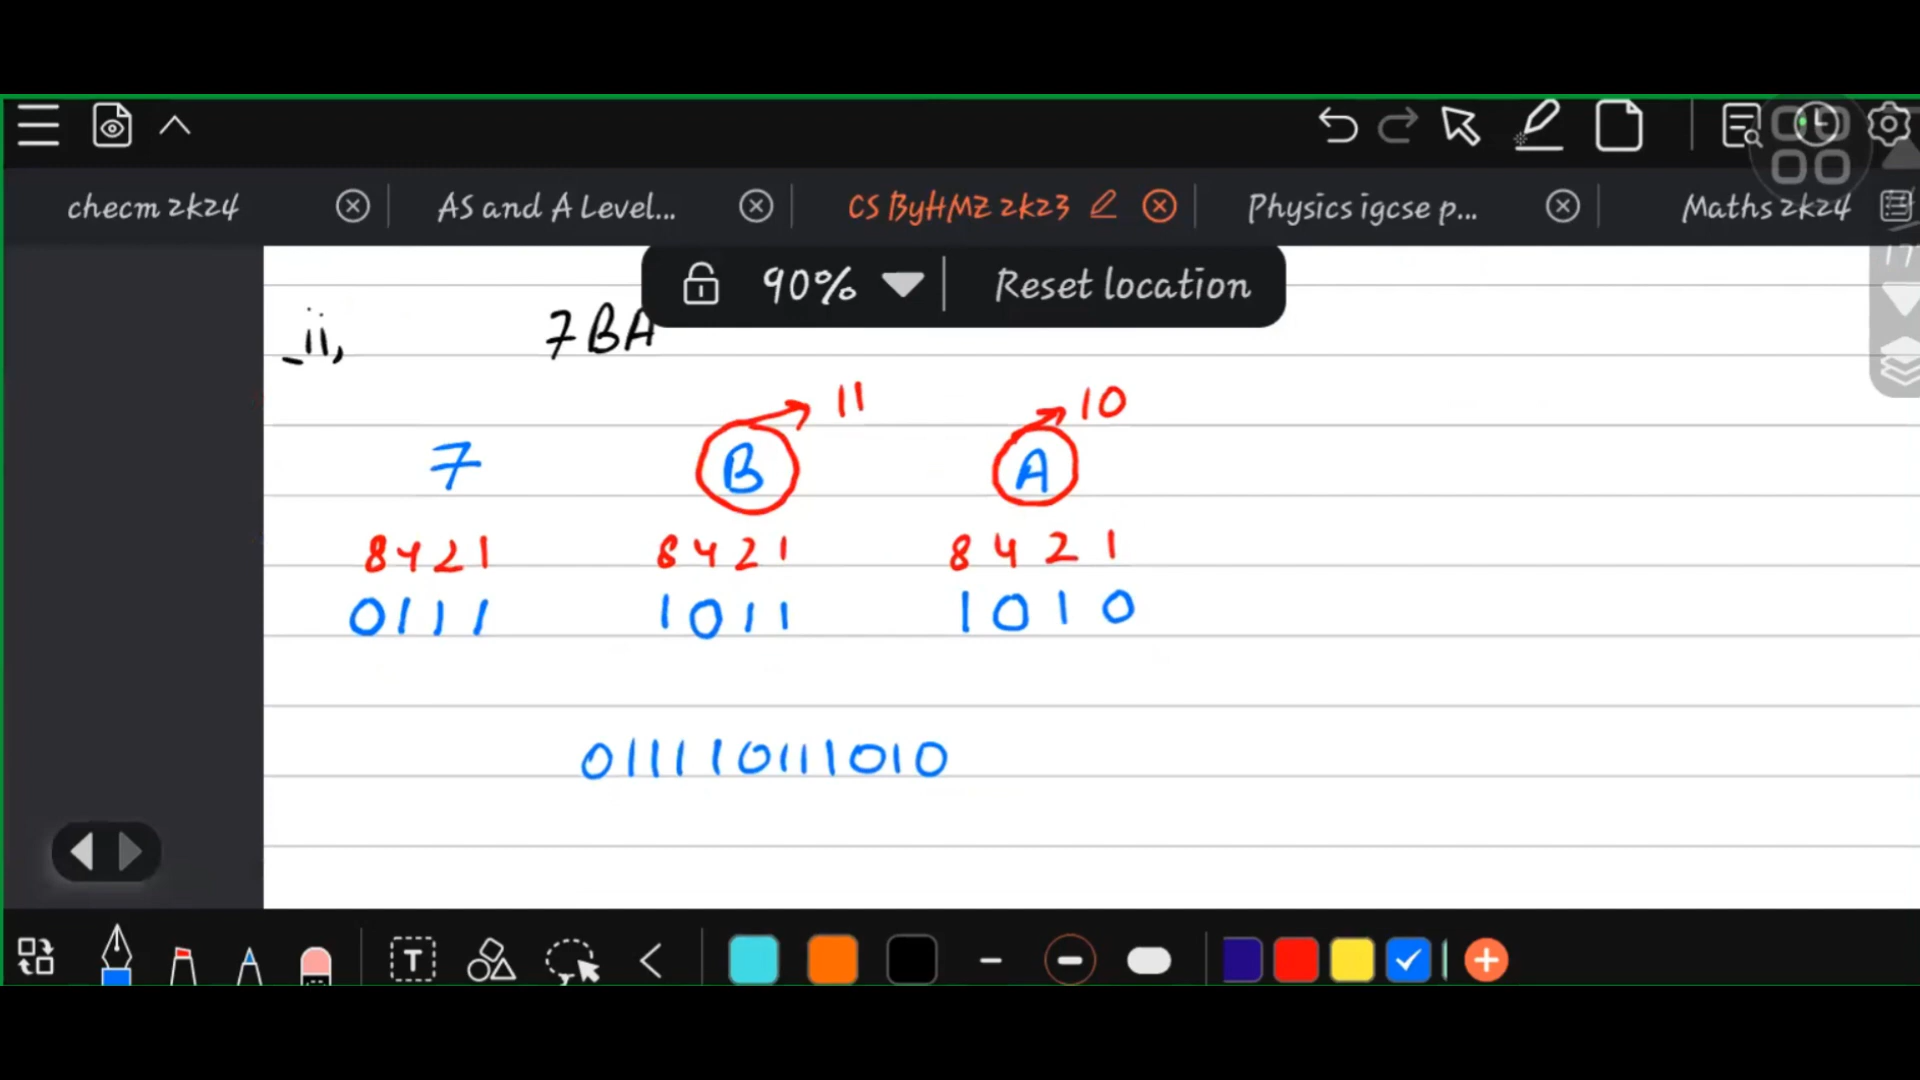 checm 2k24 AS and A Level... CS ByHMZ 2k23 Physics igcse p... Maths 2k24
90% Reset location
ii, 7BA
11 10
7 B A
8421 8421 8421
0111 1011 1010
011110111010
T